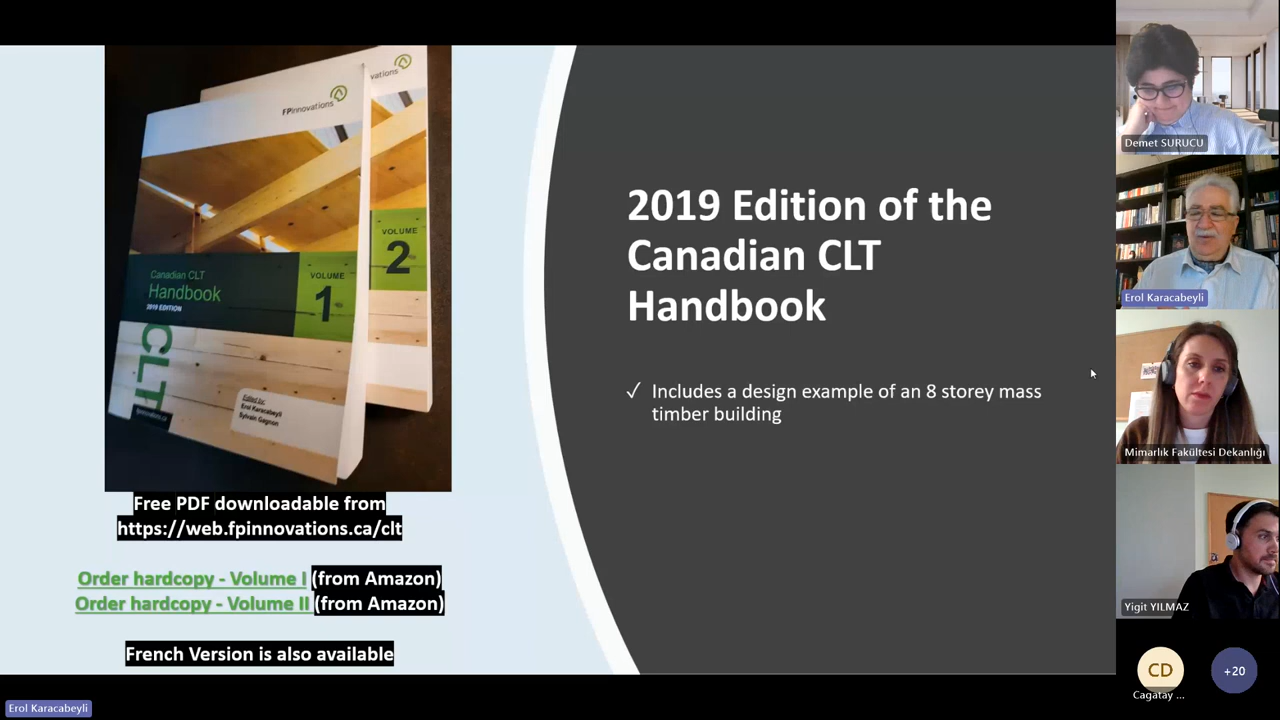 FPInnovations
ovations
Canadian CLT
Handbook
2019 EDITION
VOLUME
1
VOLUME
2
CLT
Edited by:
Erol Karacabeyli
Sylvain Gagnon
fpinnovations.ca
Free PDF downloadable from
https://web.fpinnovations.ca/clt
Order hardcopy - Volume I (from Amazon)
Order hardcopy - Volume II (from Amazon)
French Version is also available
2019 Edition of the
Canadian CLT
Handbook
✓ Includes a design example of an 8 storey mass
timber building
Demet SURUCU
Erol Karacabeyli
Mimarlık Fakültesi Dekanlığı
Yigit YILMAZ
CD
Cagatay ...
+20
Erol Karacabeyli